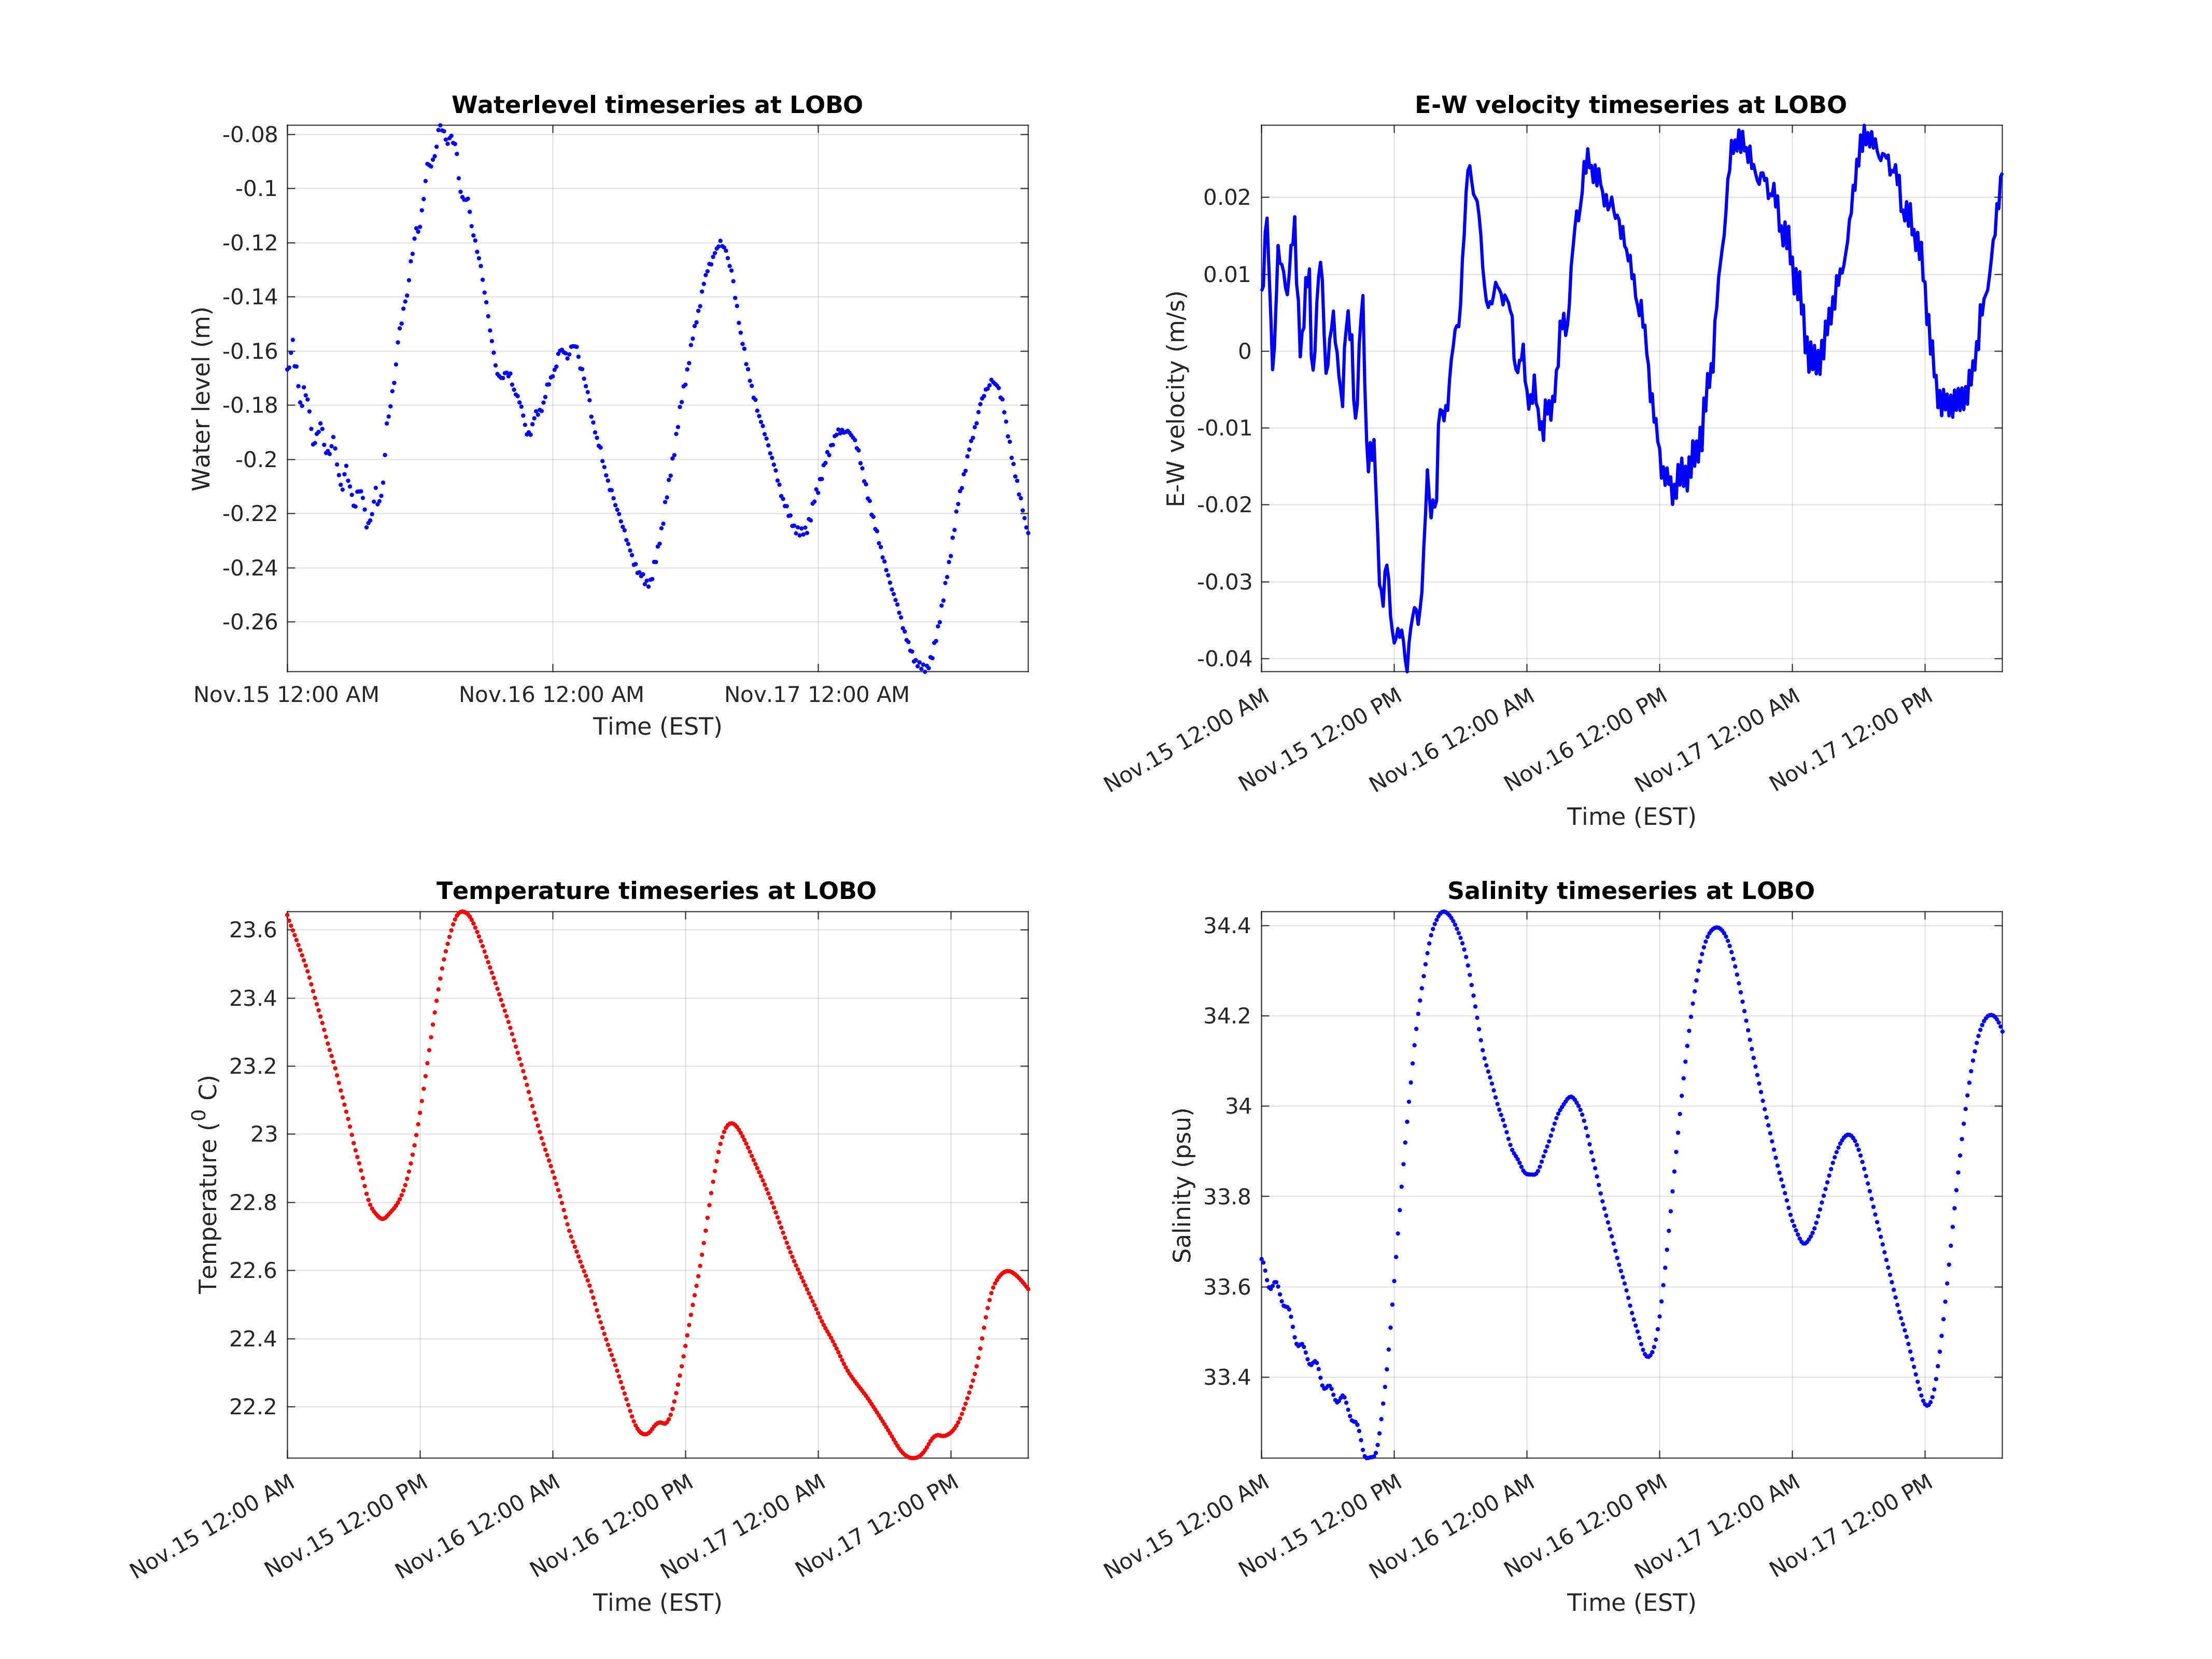 Waterlevel timeseries at LOBO
-0.08
-0.1
-0.12
-0.14
-0.16
-0.18
-0.2
-0.22
-0.24
-0.26
Water level (m)
Nov.15 12:00 AM Nov.16 12:00 AM Nov.17 12:00 AM
Time (EST)
E-W velocity timeseries at LOBO
0.02
0.01
0
-0.01
-0.02
-0.03
-0.04
E-W velocity (m/s)
Nov.15 12:00 AM
Nov.15 12:00 PM
Nov.16 12:00 AM
Nov.16 12:00 PM
Nov.17 12:00 AM
Nov.17 12:00 PM
Time (EST)
Temperature timeseries at LOBO
23.6
23.4
23.2
23
22.8
22.6
22.4
22.2
Temperature (⁰ C)
Nov.15 12:00 AM
Nov.15 12:00 PM
Nov.16 12:00 AM
Nov.16 12:00 PM
Nov.17 12:00 AM
Nov.17 12:00 PM
Time (EST)
Salinity timeseries at LOBO
34.4
34.2
34
33.8
33.6
33.4
Salinity (psu)
Nov.15 12:00 AM
Nov.15 12:00 PM
Nov.16 12:00 AM
Nov.16 12:00 PM
Nov.17 12:00 AM
Nov.17 12:00 PM
Time (EST)